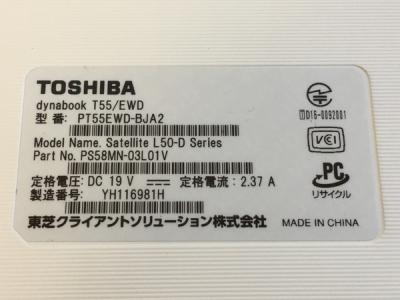 TOSHIBA
dynabook T55/EWD
型 番: PT55EWD-BJA2
Model Name. Satellite L50-D Series
Part No. PS58MN-03L01V
定格電圧: DC 19 V 定格電流: 2.37 A
製造番号: YH116981H
東芝クライアントソリューション株式会社
MADE IN CHINA
D16-0092001
VCI
PC
リサイクル